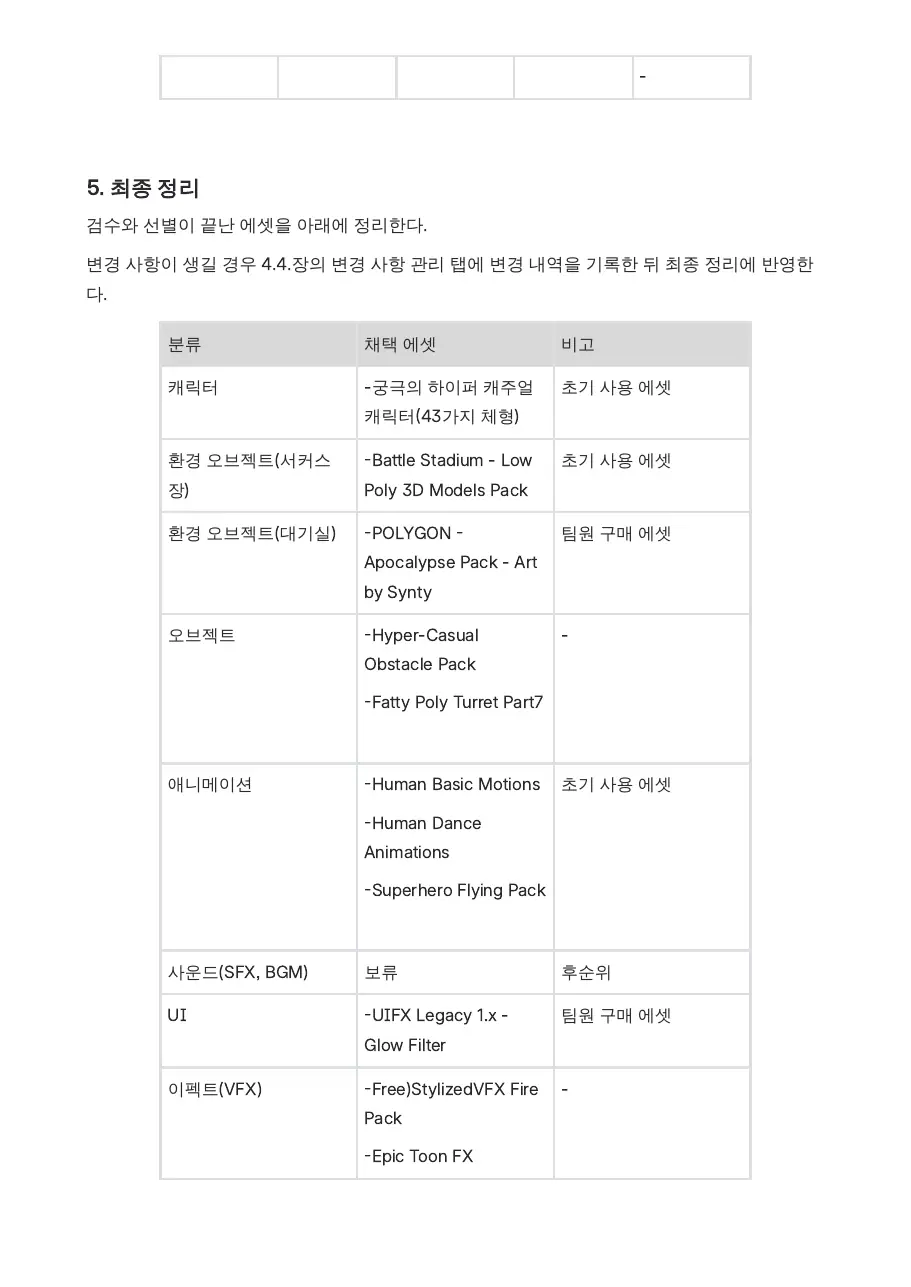 -
5. 최종 정리
검수와 선별이 끝난 에셋을 아래에 정리한다.
변경 사항이 생길 경우 4.4.장의 변경 사항 관리 탭에 변경 내역을 기록한 뒤 최종 정리에 반영한
다.
분류 채택 에셋 비고
캐릭터 -궁극의 하이퍼 캐주얼 초기 사용 에셋
캐릭터(43가지 체형)
환경 오브젝트(서커스 -Battle Stadium - Low 초기 사용 에셋
장) Poly 3D Models Pack
환경 오브젝트(대기실) -POLYGON - 팀원 구매 에셋
Apocalypse Pack - Art
by Synty
오브젝트 -Hyper-Casual -
Obstacle Pack
-Fatty Poly Turret Part7
애니메이션 -Human Basic Motions 초기 사용 에셋
-Human Dance
Animations
-Superhero Flying Pack
사운드(SFX, BGM) 보류 후순위
UI -UIFX Legacy 1.x - 팀원 구매 에셋
Glow Filter
이펙트(VFX) -Free)StylizedVFX Fire -
Pack
-Epic Toon FX